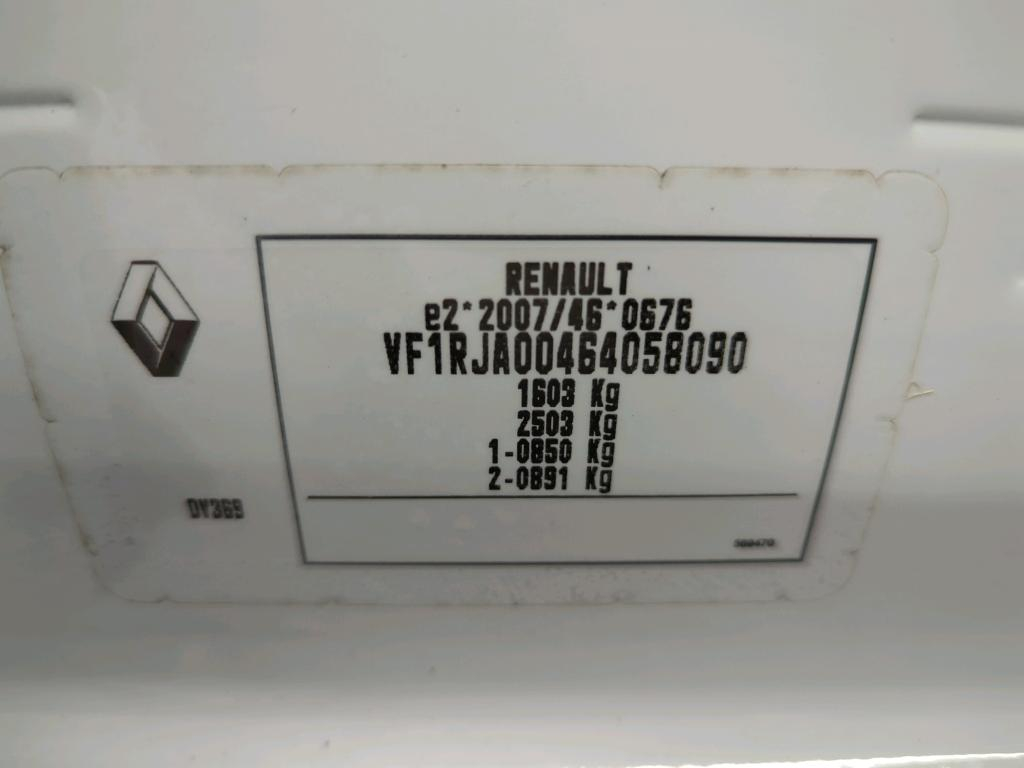 RENAULT
e2*2007/46*0676
VF1RJA00464058090
1603 Kg
2503 Kg
1-0850 Kg
2-0891 Kg
DY369